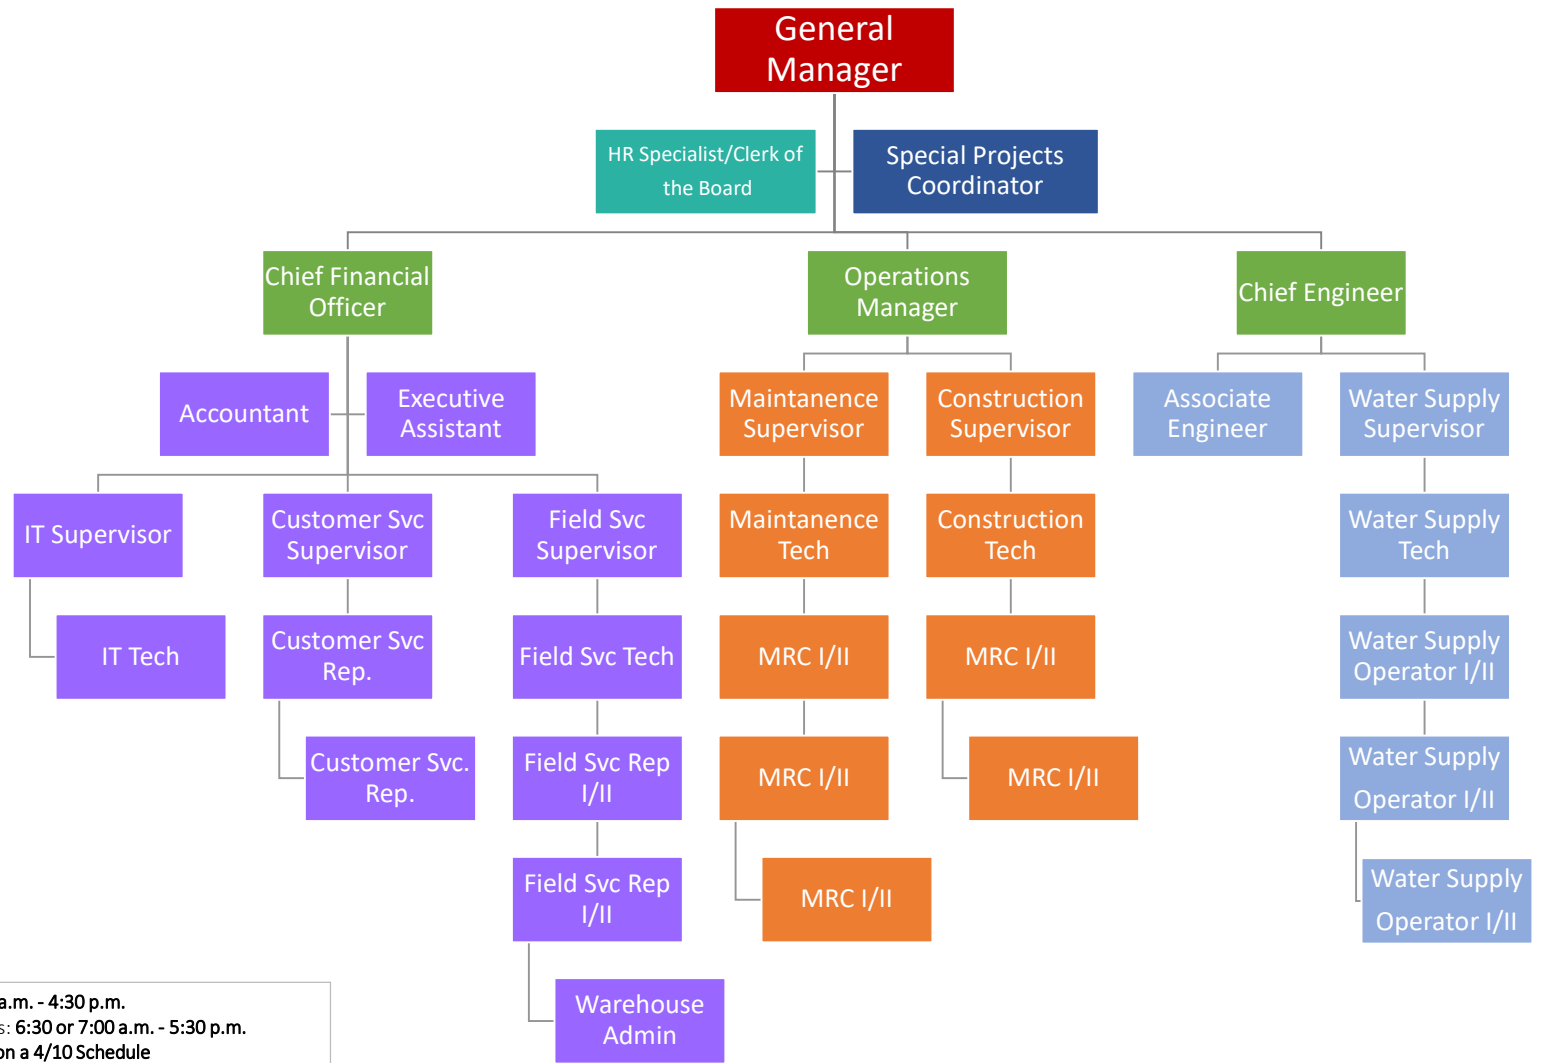 General
Manager
HR Specialist/Clerk of
the Board
Special Projects
Coordinator
Chief Financial
Officer
Operations
Manager
Chief Engineer
Accountant
Executive
Assistant
Maintanence
Supervisor
Construction
Supervisor
Associate
Engineer
Water Supply
Supervisor
IT Supervisor
Customer Svc
Supervisor
Field Svc
Supervisor
Maintanence
Tech
Construction
Tech
Water Supply
Tech
IT Tech
Customer Svc
Rep.
Field Svc Tech
MRC I/II
MRC I/II
Water Supply
Operator I/II
Customer Svc.
Rep.
Field Svc Rep
I/II
MRC I/II
MRC I/II
Water Supply
Operator I/II
Field Svc Rep
I/II
MRC I/II
Water Supply
Operator I/II
Warehouse
Admin
a.m. - 4:30 p.m.
s: 6:30 or 7:00 a.m. - 5:30 p.m.
on a 4/10 Schedule